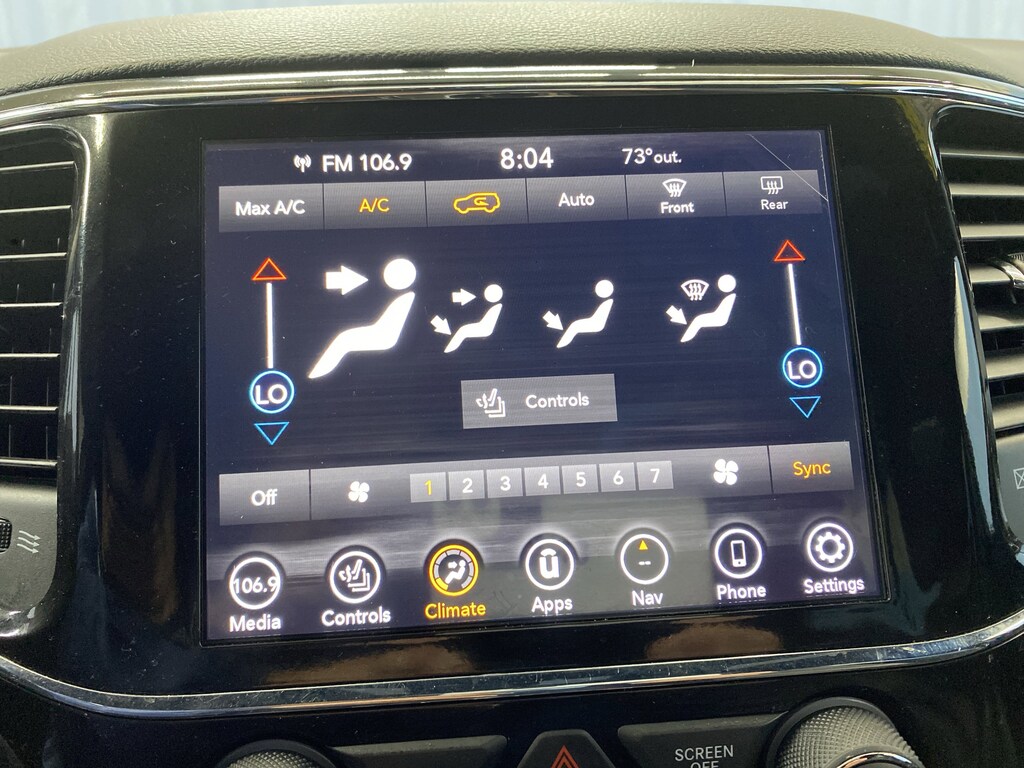 FM 106.9 8:04 73°out.
Max A/C A/C Auto Front Rear
LO LO
Controls
Off 1 2 3 4 5 6 7 Sync
106.9 u --
Media Controls Climate Apps Nav Phone Settings
SCREEN
OFF